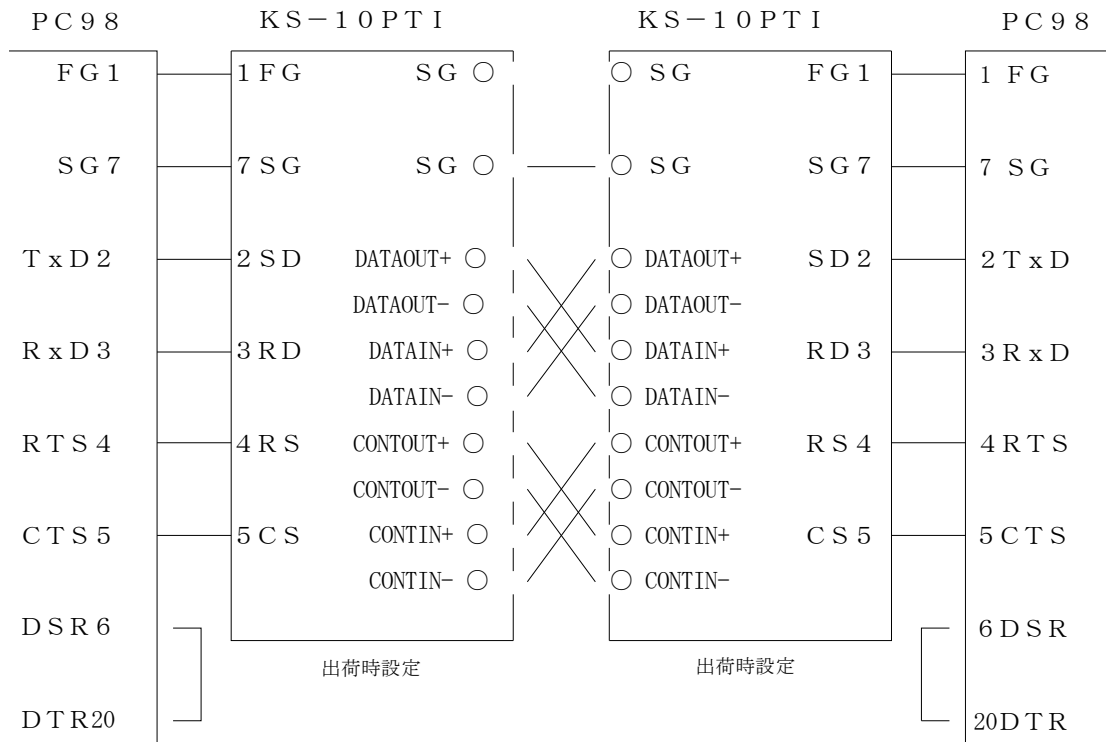 ＰＣ９８ ＫＳ－１０ＰＴＩ ＫＳ－１０ＰＴＩ ＰＣ９８
ＦＧ１ １ＦＧ ＳＧ○ ○ＳＧ ＦＧ１ １ ＦＧ
ＳＧ７ ７ＳＧ ＳＧ○ ○ＳＧ ＳＧ７ ７ ＳＧ
ＴｘＤ２ ２ＳＤ DATAOUT+ ○ ○ DATAOUT+ ＳＤ２ ２ＴｘＤ
DATAOUT- ○ ○ DATAOUT-
ＲｘＤ３ ３ＲＤ DATAIN+ ○ ○ DATAIN+ ＲＤ３ ３ＲｘＤ
DATAIN- ○ ○ DATAIN-
ＲＴＳ４ ４ＲＳ CONTOUT+ ○ ○ CONTOUT+ ＲＳ４ ４ＲＴＳ
CONTOUT- ○ ○ CONTOUT-
ＣＴＳ５ ５ＣＳ CONTIN+ ○ ○ CONTIN+ ＣＳ５ ５ＣＴＳ
CONTIN- ○ ○ CONTIN-
ＤＳＲ６ ６ＤＳＲ
出荷時設定 出荷時設定
ＤＴＲ20 20ＤＴＲ